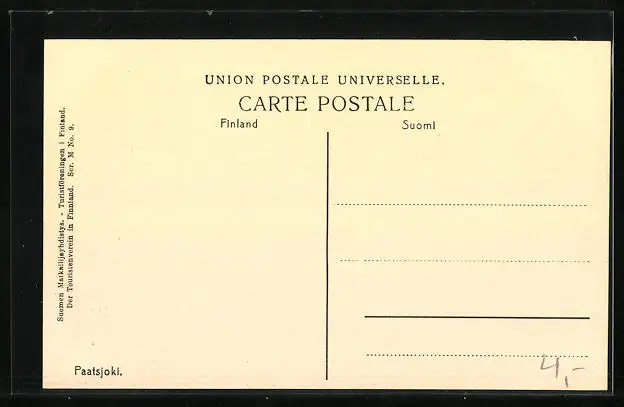 UNION POSTALE UNIVERSELLE.
CARTE POSTALE
Finland Suomi
Suomen Matkailijayhdistys. - Turistföreningen i Finland.
Der Touristenverein in Finnland. Ser. M No. 9.
Paatsjoki.
4,-